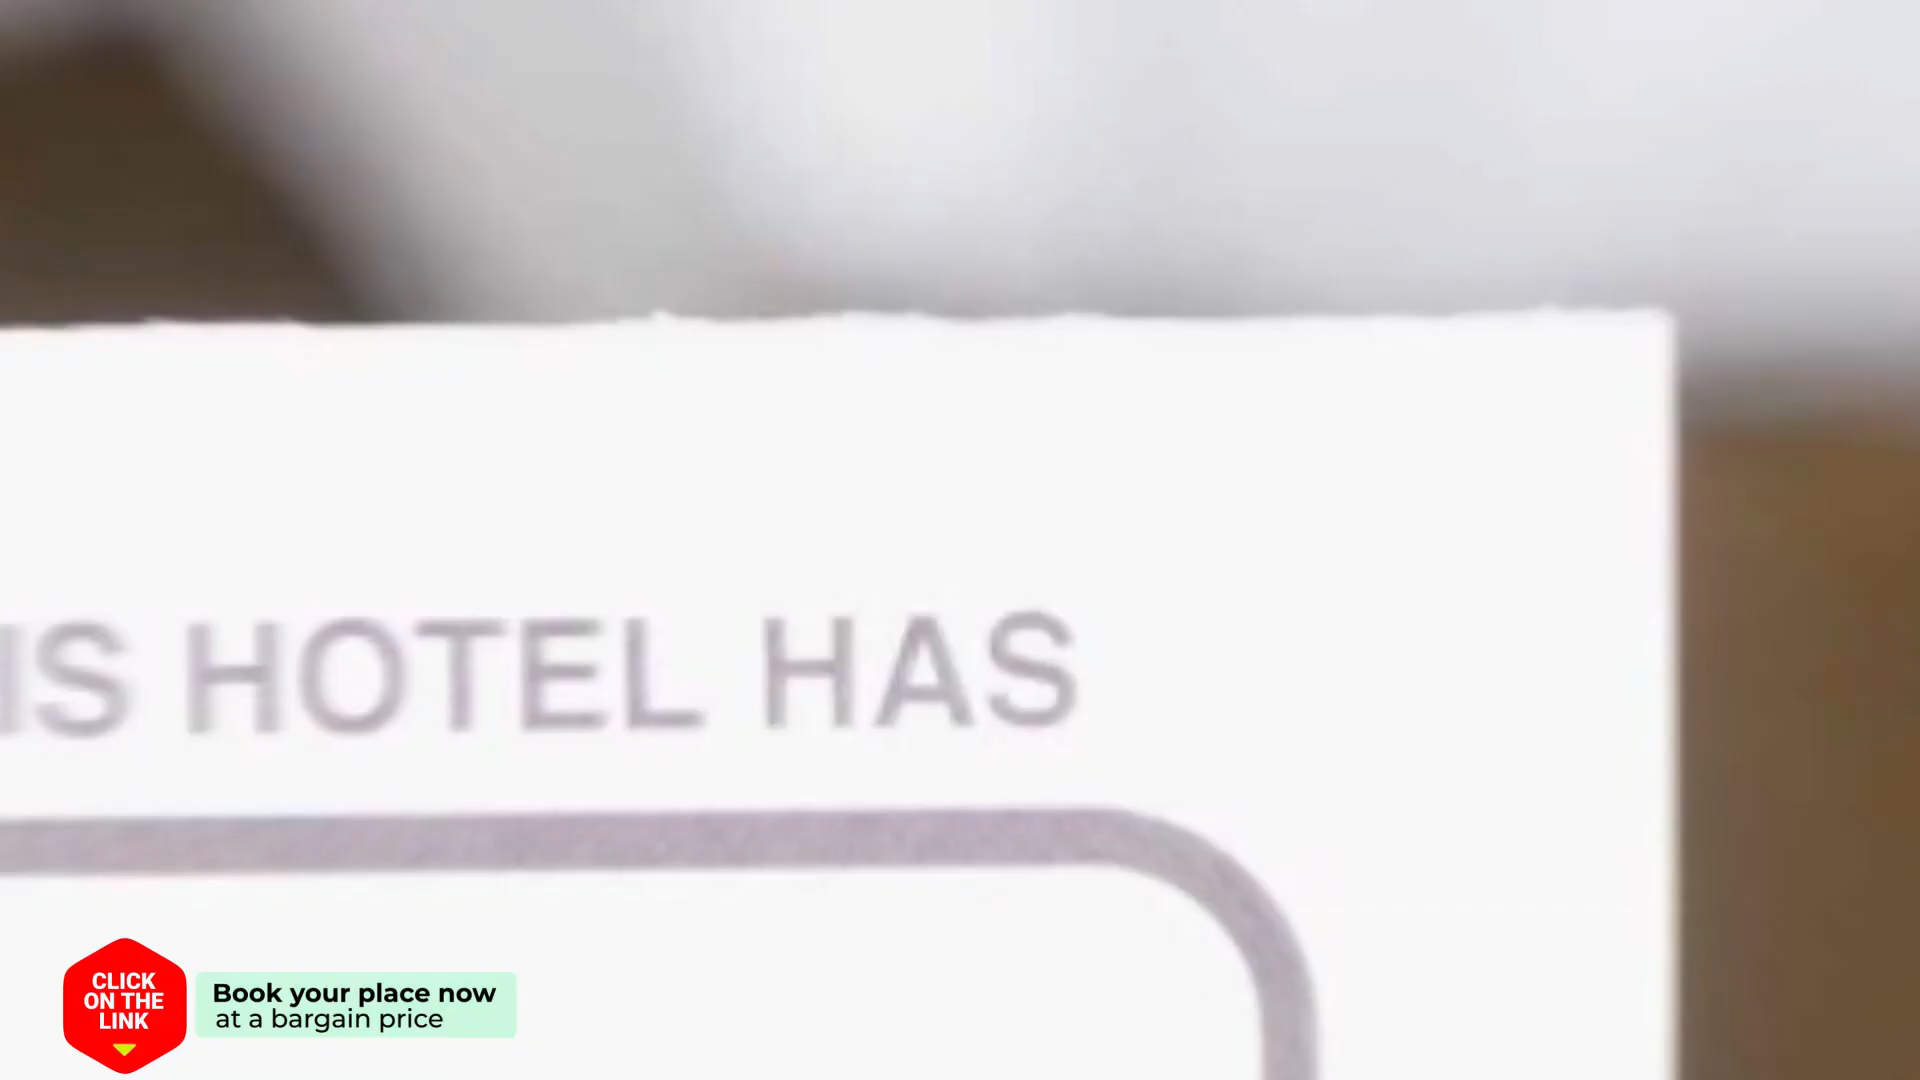 IS HOTEL HAS
CLICK
ON THE
LINK
Book your place now
at a bargain price